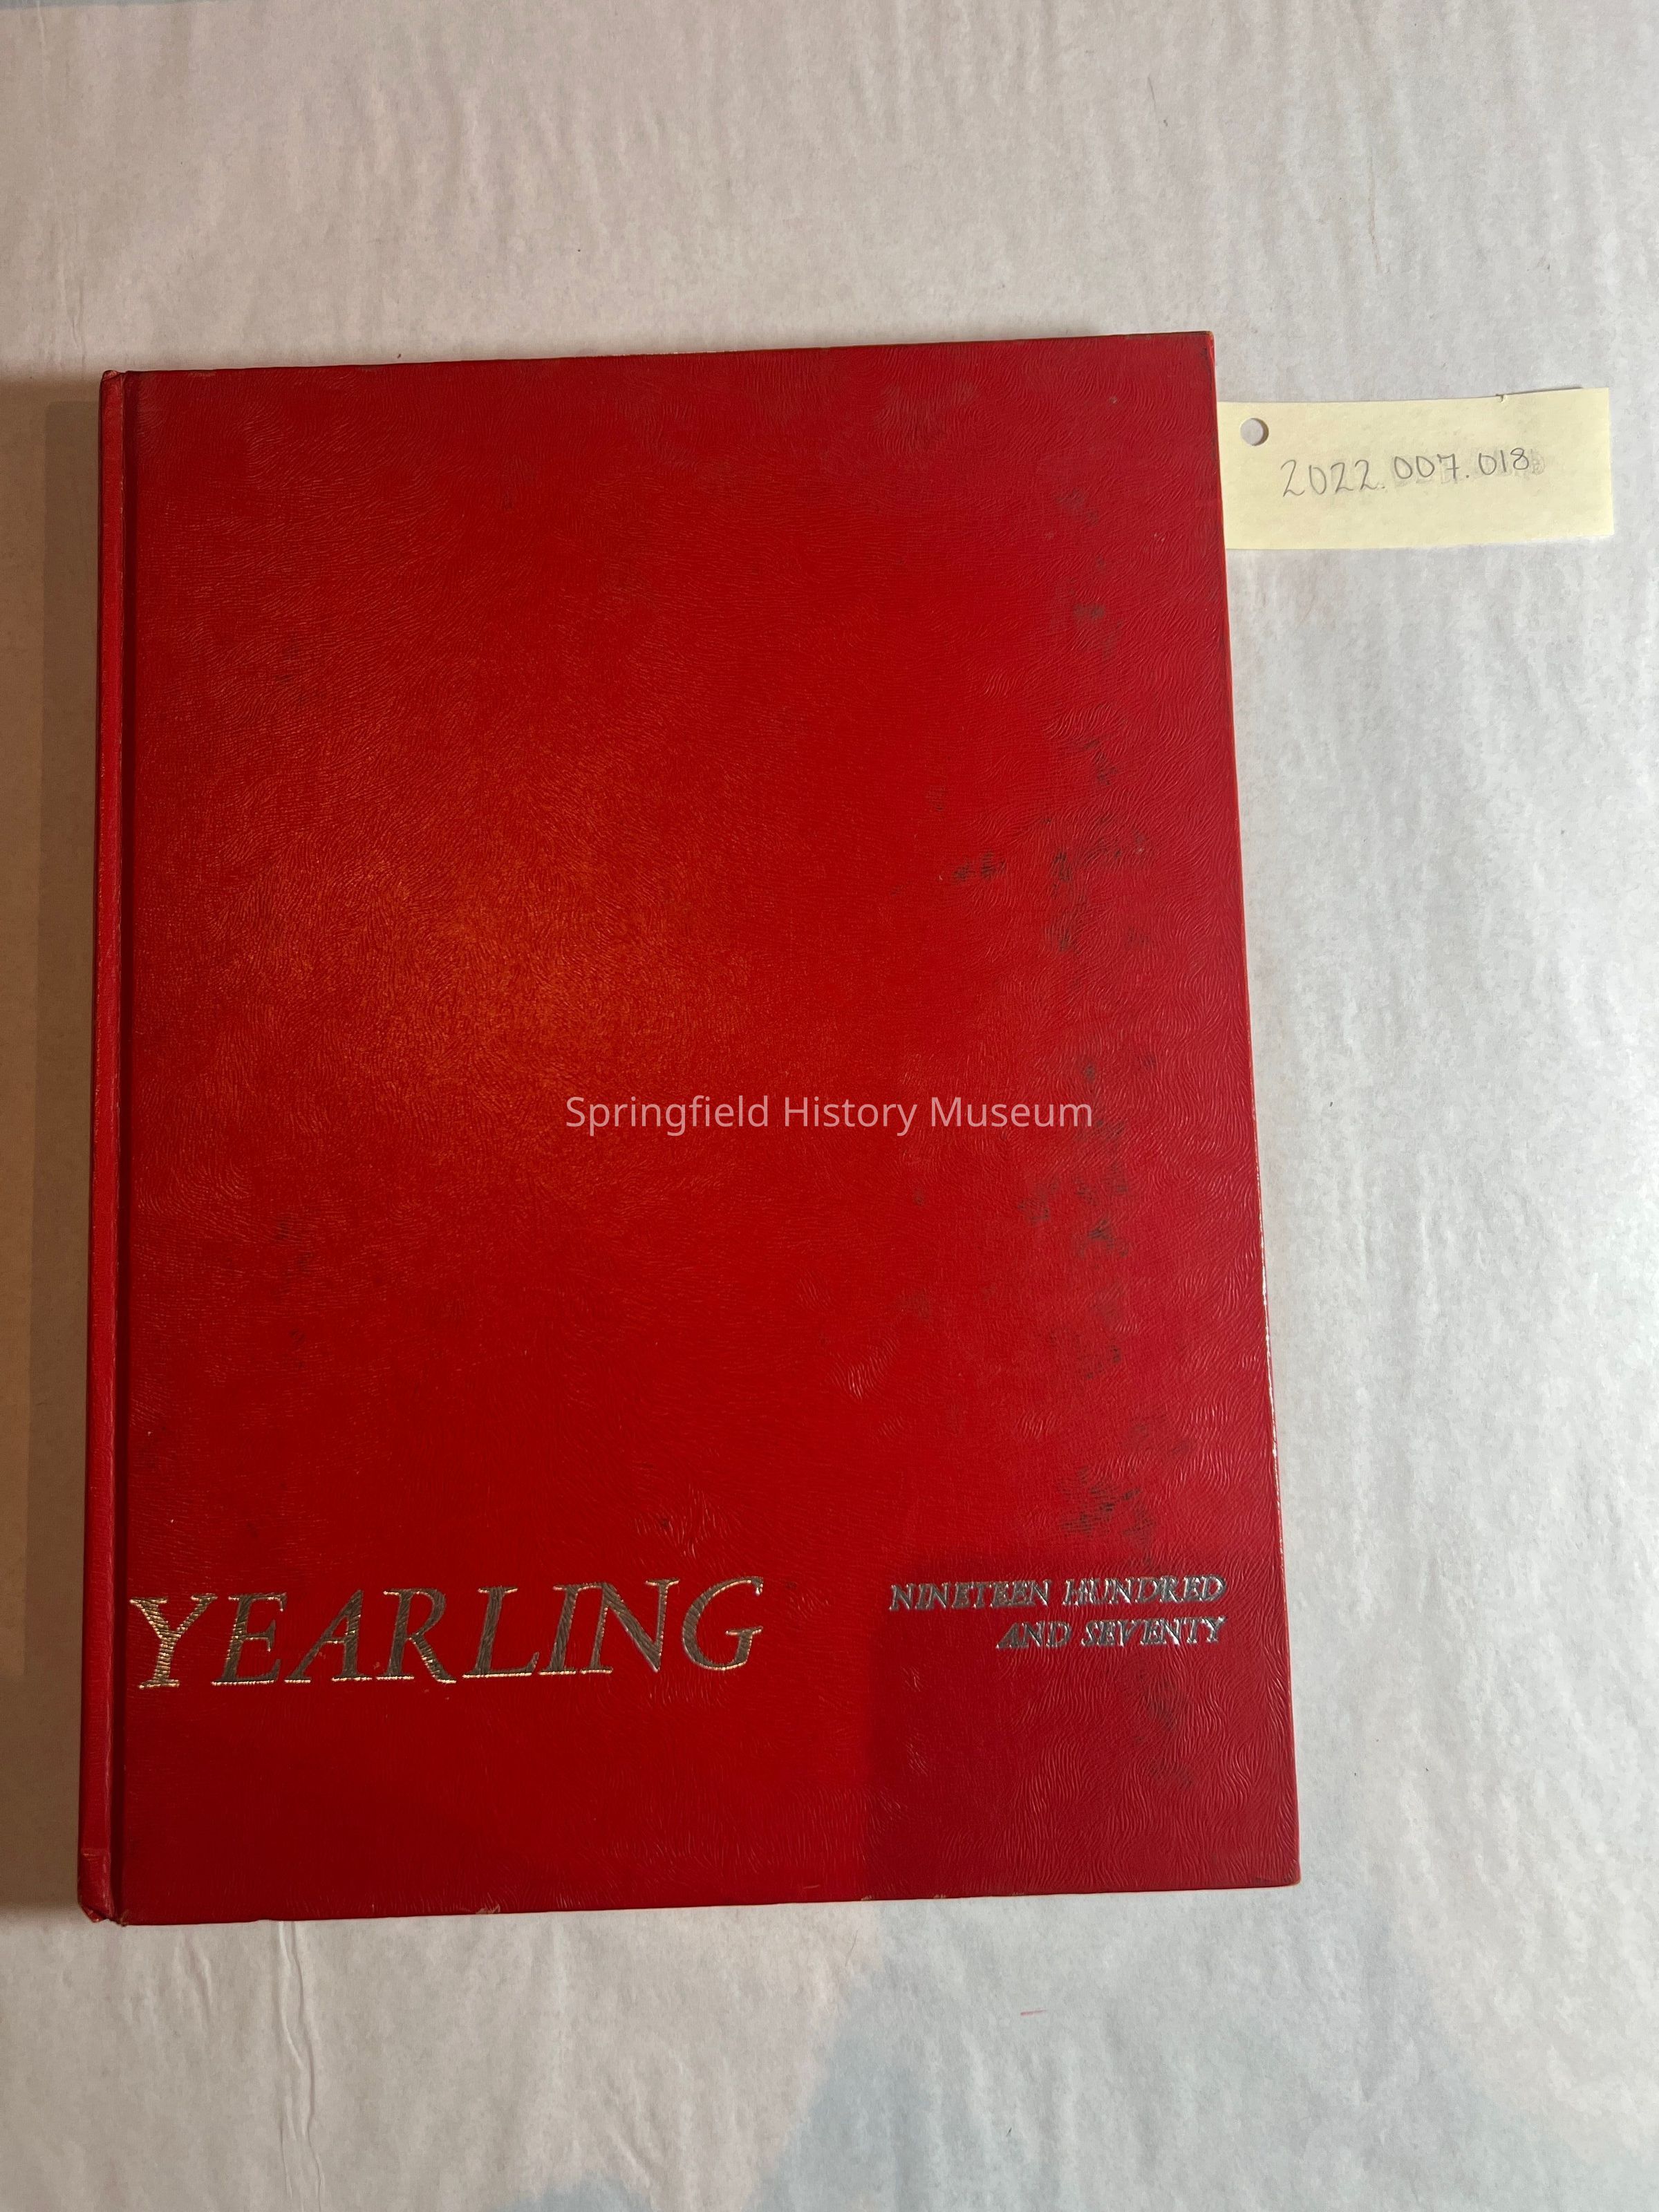 2022.007.018
Springfield History Museum
YEARLING
NINETEEN HUNDRED
AND SEVENTY